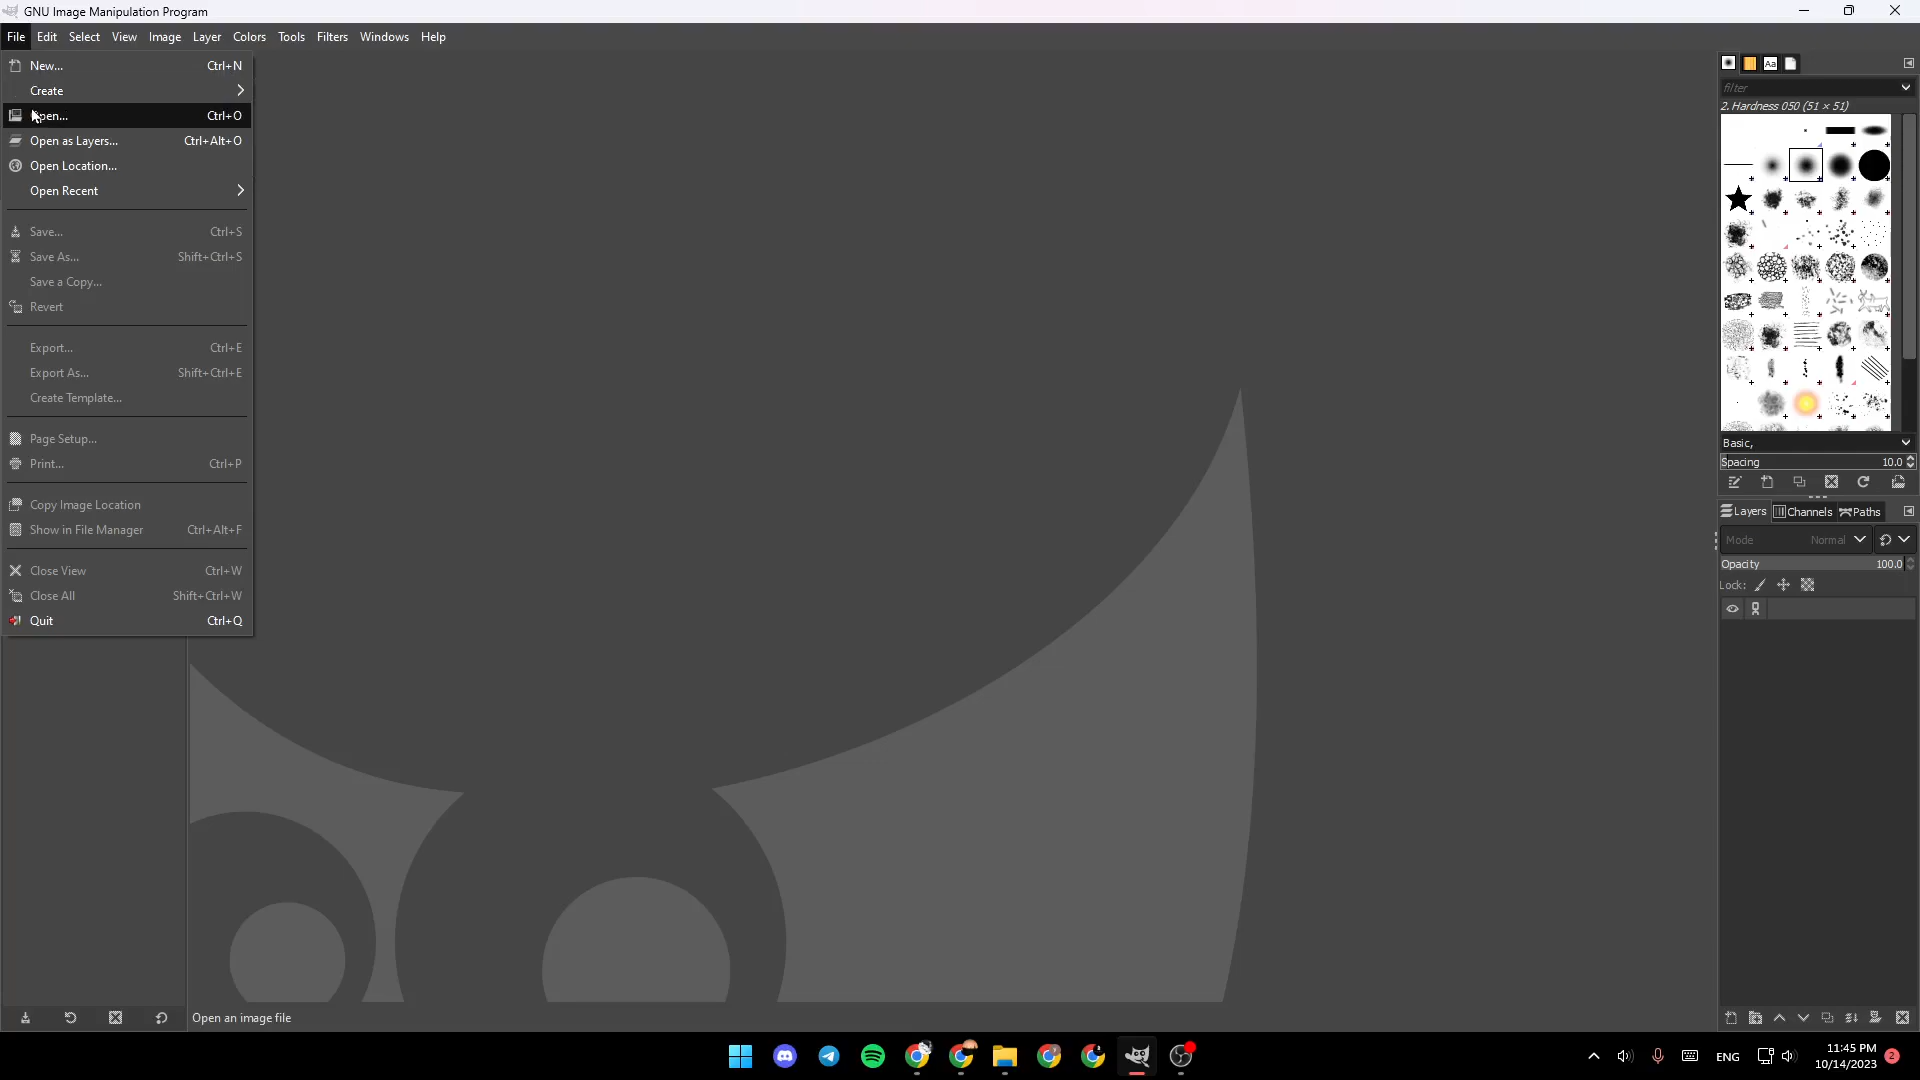 GNU Image Manipulation Program
File Edit Select View Image Layer Colors Tools Filters Windows Help
New... Ctrl+N
Create
Open... Ctrl+O
Open as Layers... Ctrl+Alt+O
Open Location...
Open Recent
Save... Ctrl+S
Save As... Shift+Ctrl+S
Save a Copy...
Revert
Export... Ctrl+E
Export As... Shift+Ctrl+E
Create Template...
Page Setup...
Print... Ctrl+P
Copy Image Location
Show in File Manager Ctrl+Alt+F
Close View Ctrl+W
Close All Shift+Ctrl+W
Quit Ctrl+Q
Open an image file
Aa
filter
2. Hardness 050 (51 × 51)
Basic,
Spacing 10.0
Layers Channels Paths
Mode Normal
Opacity 100.0
Lock:
ENG
11:45 PM
10/14/2023
2